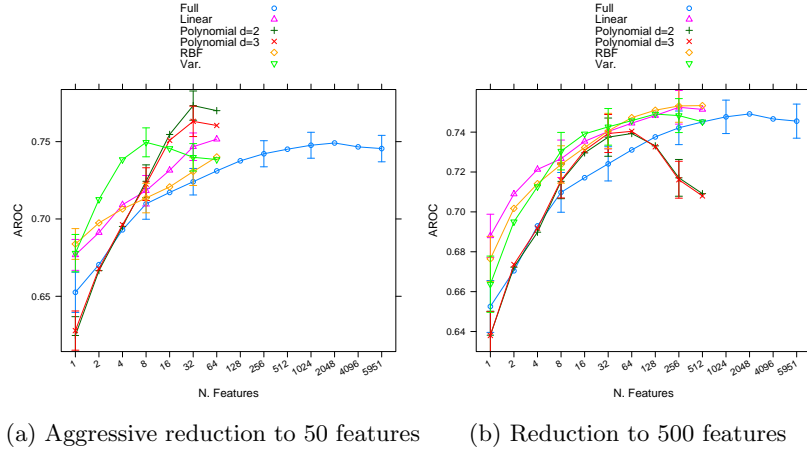 Full
Linear
Polynomial d=2
Polynomial d=3
RBF
Var.
AROC
0.75
0.70
0.65
1 2 4 8 16 32 64 128 256 512 1024 2048 4096 5951
N. Features
(a) Aggressive reduction to 50 features
Full
Linear
Polynomial d=2
Polynomial d=3
RBF
Var.
AROC
0.74
0.72
0.70
0.68
0.66
0.64
1 2 4 8 16 32 64 128 256 512 1024 2048 4096 5951
N. Features
(b) Reduction to 500 features